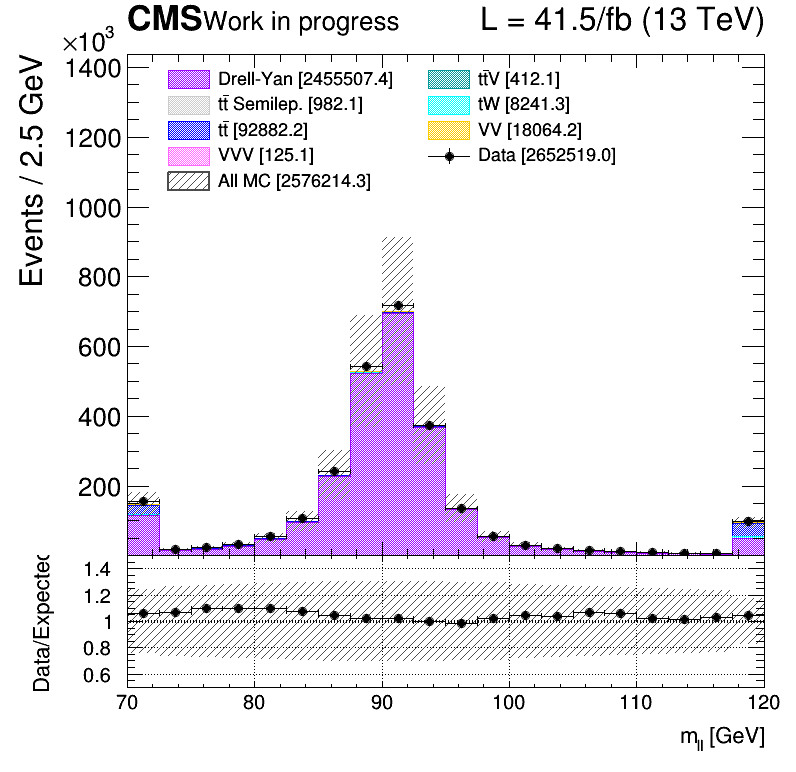 CMS Work in progress L = 41.5/fb (13 TeV)
×10³
Events / 2.5 GeV
1400
1200
1000
800
600
400
200
Drell-Yan [2455507.4]
tt̄ Semilep. [982.1]
tt̄ [92882.2]
VVV [125.1]
All MC [2576214.3]
tt̄V [412.1]
tW [8241.3]
VV [18064.2]
Data [2652519.0]
Data/Expected
1.4
1.2
1
0.8
0.6
70 80 90 100 110 120
m_ll [GeV]